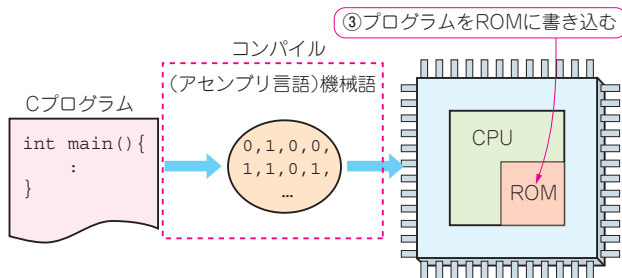 ③プログラムをROMに書き込む
コンパイル
(アセンブリ言語)機械語
Cプログラム
int main(){
:
}
0,1,0,0,
1,1,0,1,
…
CPU
ROM